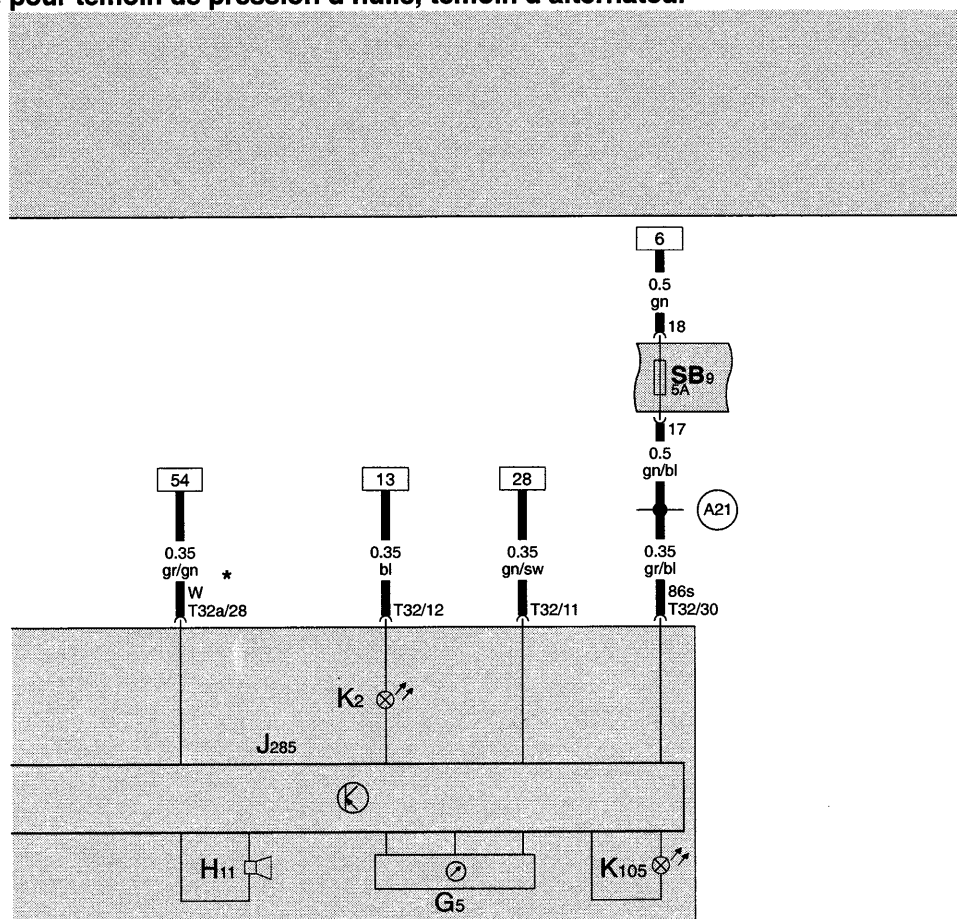 pour témoin de pression d'huile, témoin d'alternateur
6
0.5
gn
18
SB9
5A
17
0.5
gn/bl
A21
54
13
28
0.35
gr/gn
*
W
T32a/28
0.35
bl
T32/12
0.35
gn/sw
T32/11
0.35
gr/bl
86s
T32/30
K2
J285
H11
G5
K105